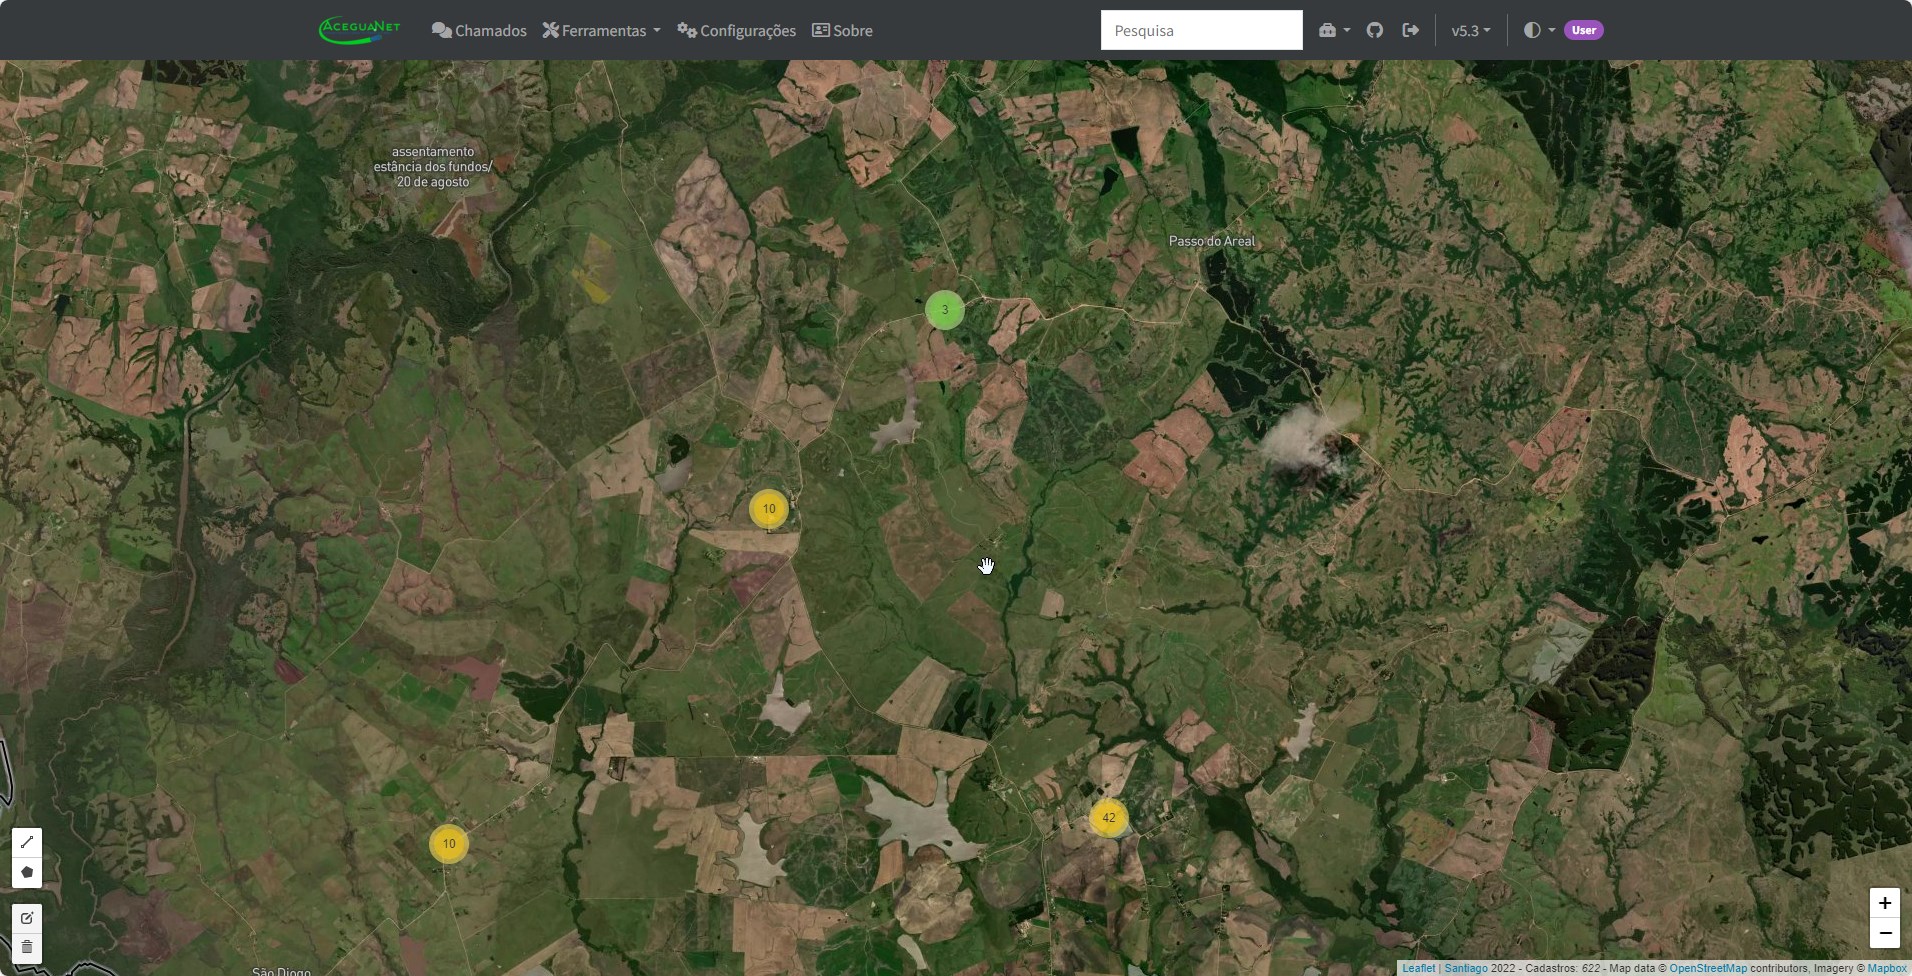 ACEGUANET
Chamados
Ferramentas
Configurações
Sobre
Pesquisa
v5.3
User
assentamento
estância dos fundos/
20 de agosto
Passo do Areal
3
10
42
10
São Diogo
+
−
Leaflet | Santiago 2022 - Cadastros: 622 - Map data © OpenStreetMap contributors, Imagery © Mapbox